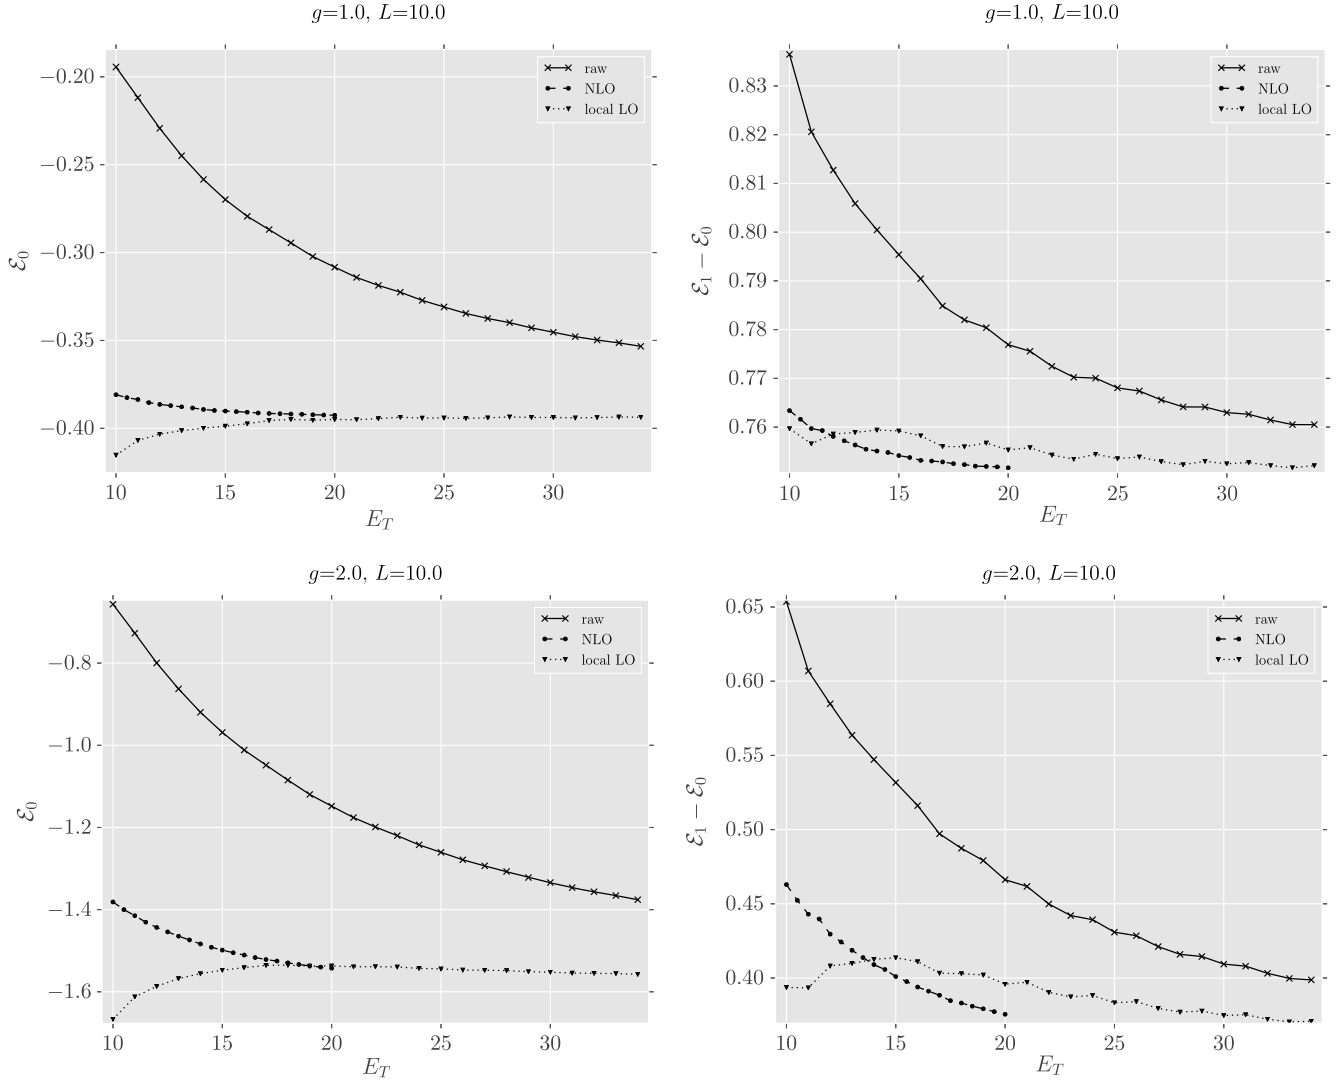 g=1.0, L=10.0
raw
NLO
local LO
−0.20
−0.25
−0.30
−0.35
−0.40
ℰ₀
10
15
20
25
30
E_T
g=1.0, L=10.0
raw
NLO
local LO
0.83
0.82
0.81
0.80
0.79
0.78
0.77
0.76
ℰ₁ − ℰ₀
10
15
20
25
30
E_T
g=2.0, L=10.0
raw
NLO
local LO
−0.8
−1.0
−1.2
−1.4
−1.6
ℰ₀
10
15
20
25
30
E_T
g=2.0, L=10.0
raw
NLO
local LO
0.65
0.60
0.55
0.50
0.45
0.40
ℰ₁ − ℰ₀
10
15
20
25
30
E_T